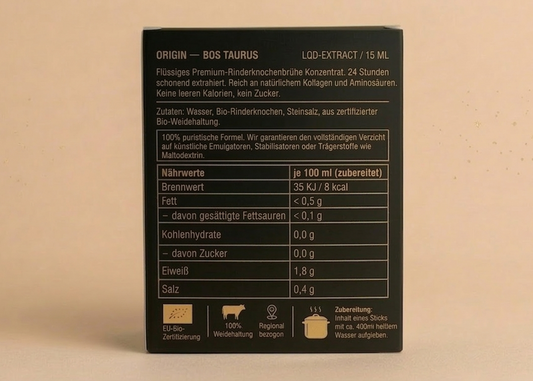 ORIGIN — BOS TAURUS LQD-EXTRACT / 15 ML
Flüssiges Premium-Rinderknochenbrühe Konzentrat. 24 Stunden
schonend extrahiert. Reich an natürlichem Kollagen und Aminosäuren.
Keine leeren Kalorien, kein Zucker.
Zutaten: Wasser, Bio-Rinderknochen, Steinsalz, aus zertifizierter
Bio-Weidehaltung.
100% puristische Formel. Wir garantieren den vollständigen Verzicht
auf künstliche Emulgatoren, Stabilisatoren oder Trägerstoffe wie
Maltodextrin.
Nährwerte je 100 ml (zubereitet)
Brennwert 35 KJ / 8 kcal
Fett < 0,5 g
– davon gesättigte Fettsauren < 0,1 g
Kohlenhydrate 0,0 g
– davon Zucker 0,0 g
Eiweiß 1,8 g
Salz 0,4 g
EU-Bio-
Zertifizierung
100%
Weidehaltung
Regional
bezogon
Zubereitung:
Inhalt eines Sticks
mit ca. 400ml heißem
Wasser aufgieben.